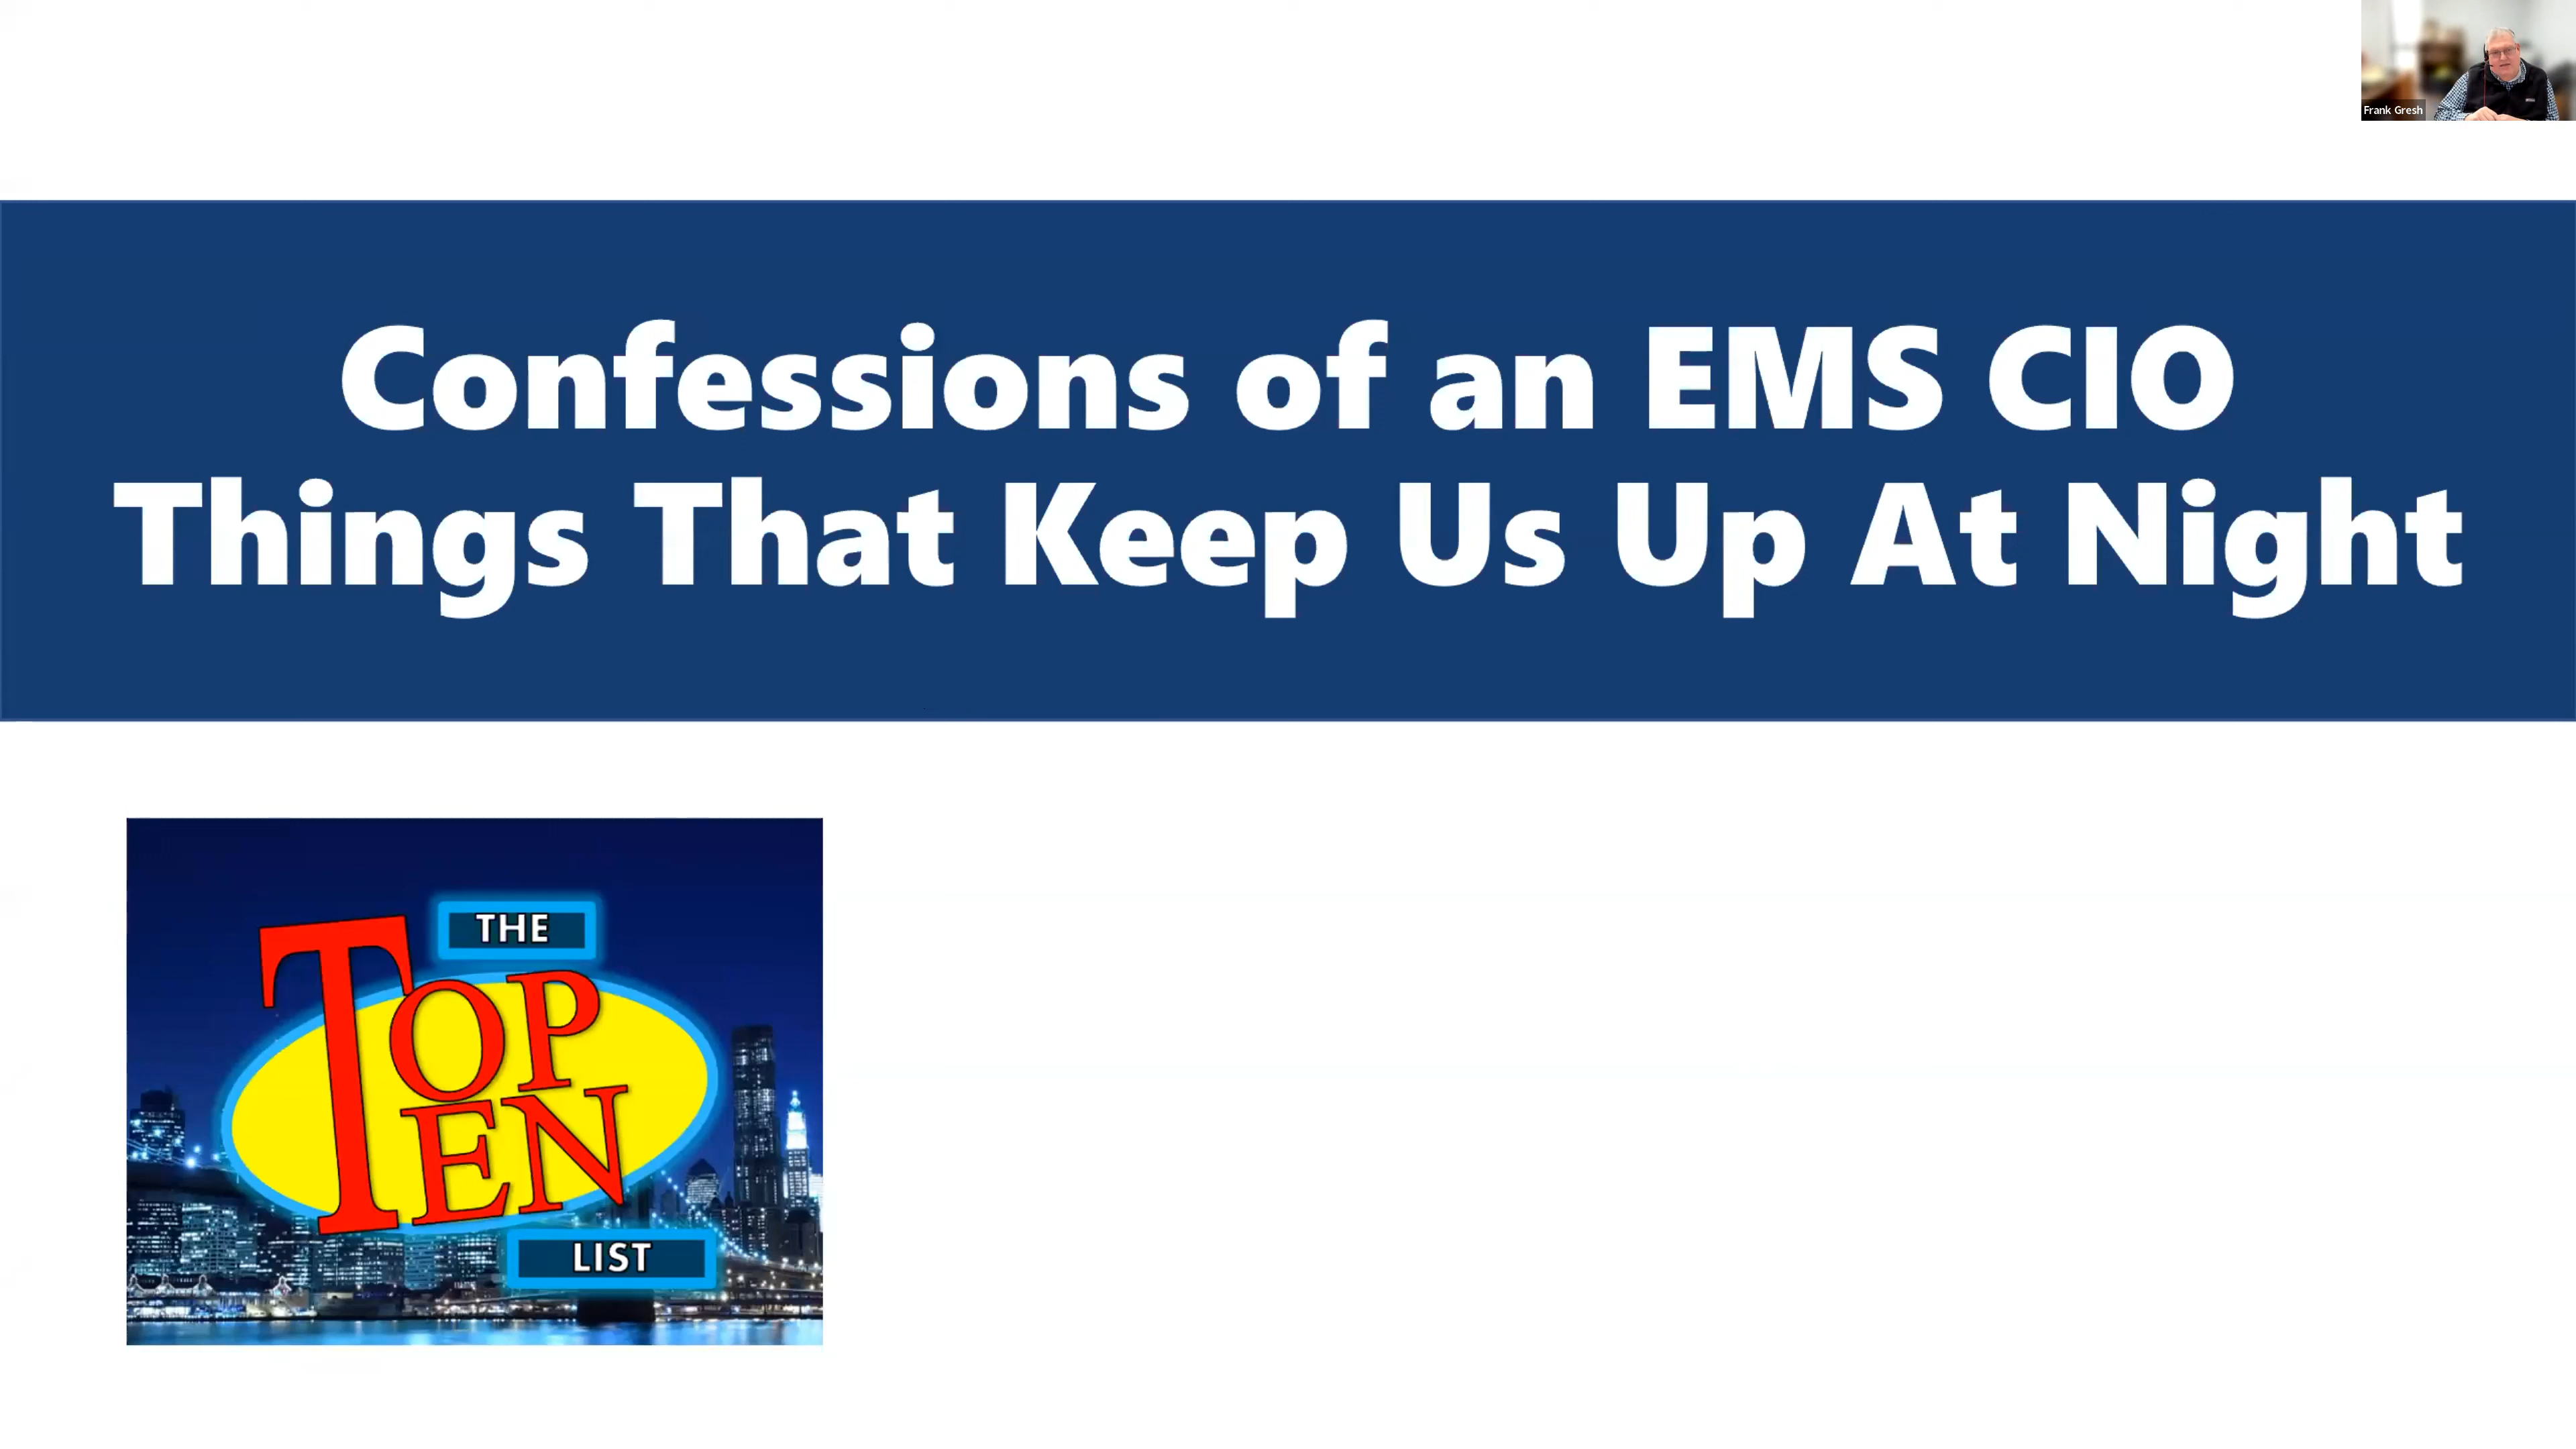 Frank Gresh
Confessions of an EMS CIO
Things That Keep Us Up At Night
THE
TOP
TEN
LIST